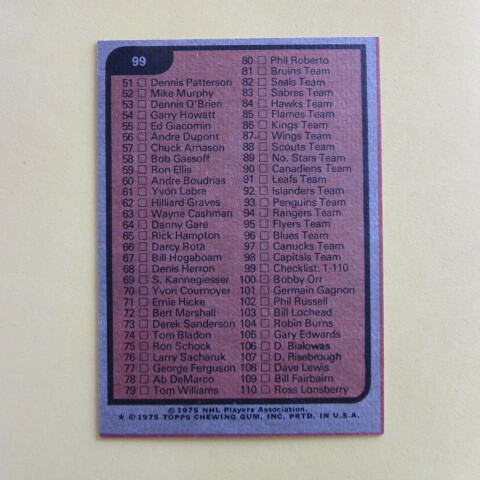 99
51 Dennis Patterson
52 Mike Murphy
53 Dennis O'Brien
54 Garry Howatt
55 Ed Giacomin
56 Andre Dupont
57 Chuck Arnason
58 Bob Gassoff
59 Ron Ellis
60 Andre Boudrias
61 Yvon Labre
62 Hilliard Graves
63 Wayne Cashman
64 Danny Gare
65 Rick Hampton
66 Darcy Rota
67 Bill Hogaboam
68 Denis Herron
69 S. Kannegiesser
70 Yvon Cournoyer
71 Ernie Hicke
72 Bert Marshall
73 Derek Sanderson
74 Tom Bladon
75 Ron Schock
76 Larry Sacharuk
77 George Ferguson
78 Ab DeMarco
79 Tom Williams
80 Phil Roberto
81 Bruins Team
82 Seals Team
83 Sabres Team
84 Hawks Team
85 Flames Team
86 Kings Team
87 Wings Team
88 Scouts Team
89 No. Stars Team
90 Canadiens Team
91 Leafs Team
92 Islanders Team
93 Penguins Team
94 Rangers Team
95 Flyers Team
96 Blues Team
97 Canucks Team
98 Capitals Team
99 Checklist: 1-110
100 Bobby Orr
101 Germain Gagnon
102 Phil Russell
103 Bill Lochead
104 Robin Burns
105 Gary Edwards
106 D. Bialowas
107 D. Risebrough
108 Dave Lewis
109 Bill Fairbairn
110 Ross Lonsberry
© 1975 NHL Players Association.
* © 1975 TOPPS CHEWING GUM, INC. PRTD. IN U.S.A.